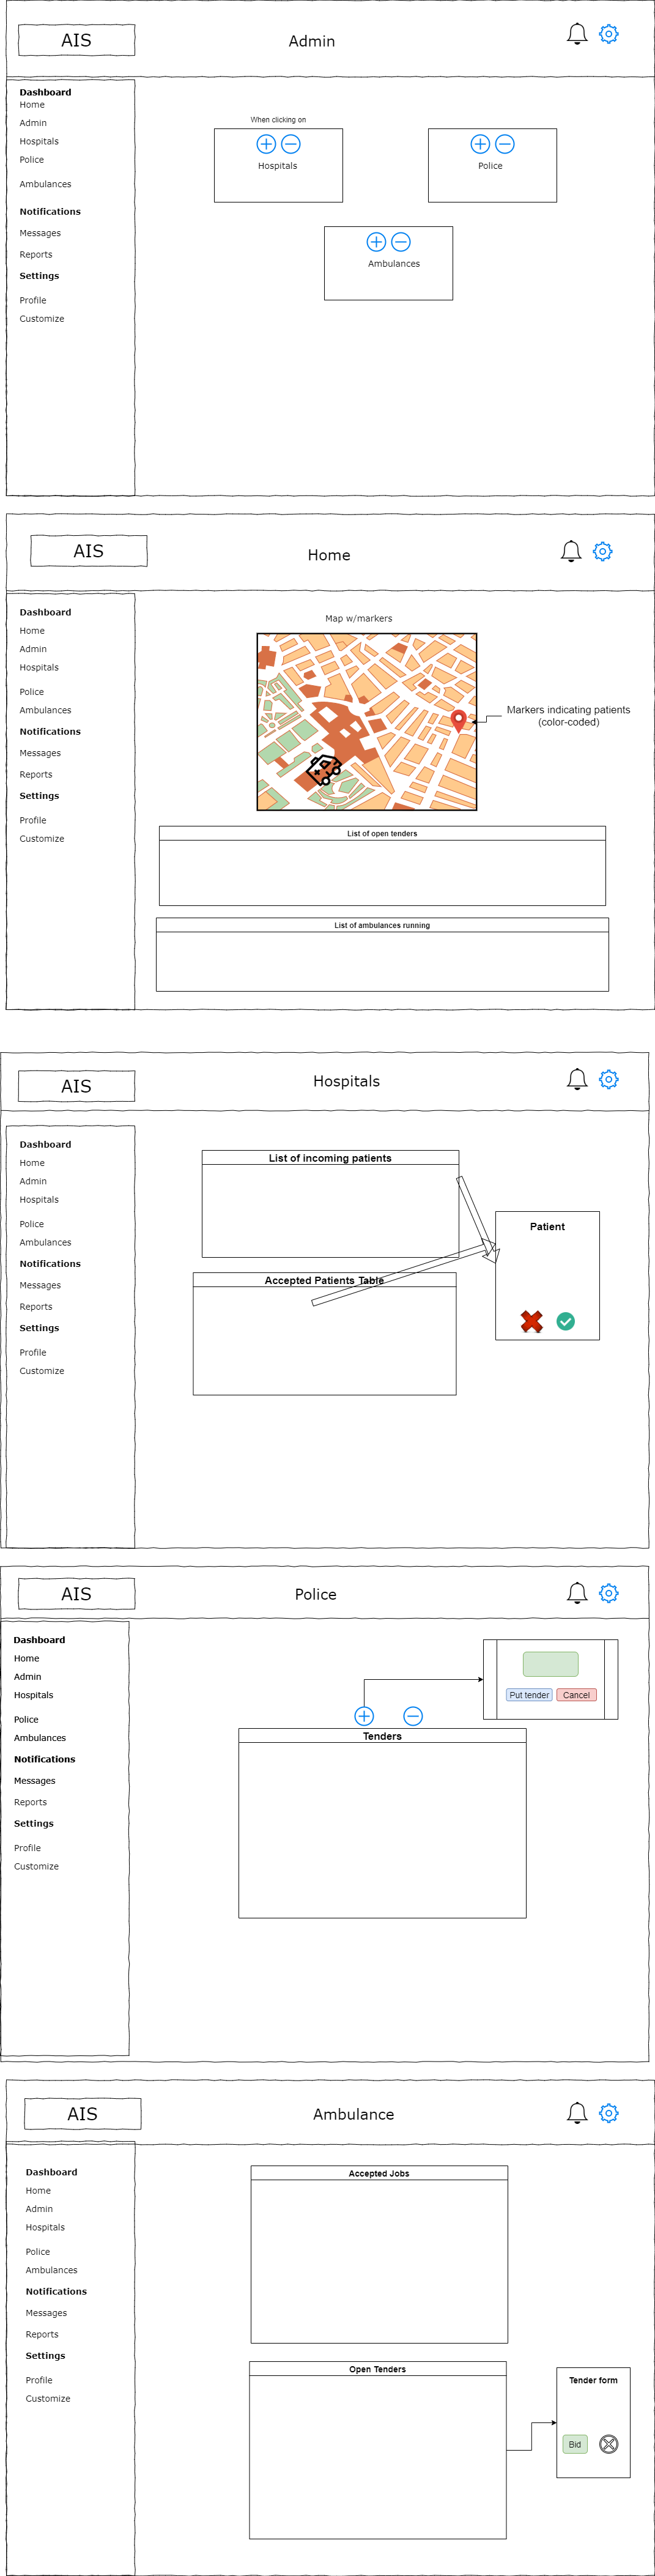 AIS
Admin
Dashboard
Home
Admin
Hospitals
Police
Ambulances
Notifications
Messages
Reports
Settings
Profile
Customize
When clicking on
Hospitals
Police
Ambulances
AIS
Home
Dashboard
Home
Admin
Hospitals
Police
Ambulances
Notifications
Messages
Reports
Settings
Profile
Customize
Map w/markers
Markers indicating patients
(color-coded)
List of open tenders
List of ambulances running
AIS
Hospitals
Dashboard
Home
Admin
Hospitals
Police
Ambulances
Notifications
Messages
Reports
Settings
Profile
Customize
List of incoming patients
Patient
Accepted Patients Table
AIS
Police
Dashboard
Home
Admin
Hospitals
Police
Ambulances
Notifications
Messages
Reports
Settings
Profile
Customize
Put tender
Cancel
Tenders
AIS
Ambulance
Dashboard
Home
Admin
Hospitals
Police
Ambulances
Notifications
Messages
Reports
Settings
Profile
Customize
Accepted Jobs
Open Tenders
Tender form
Bid